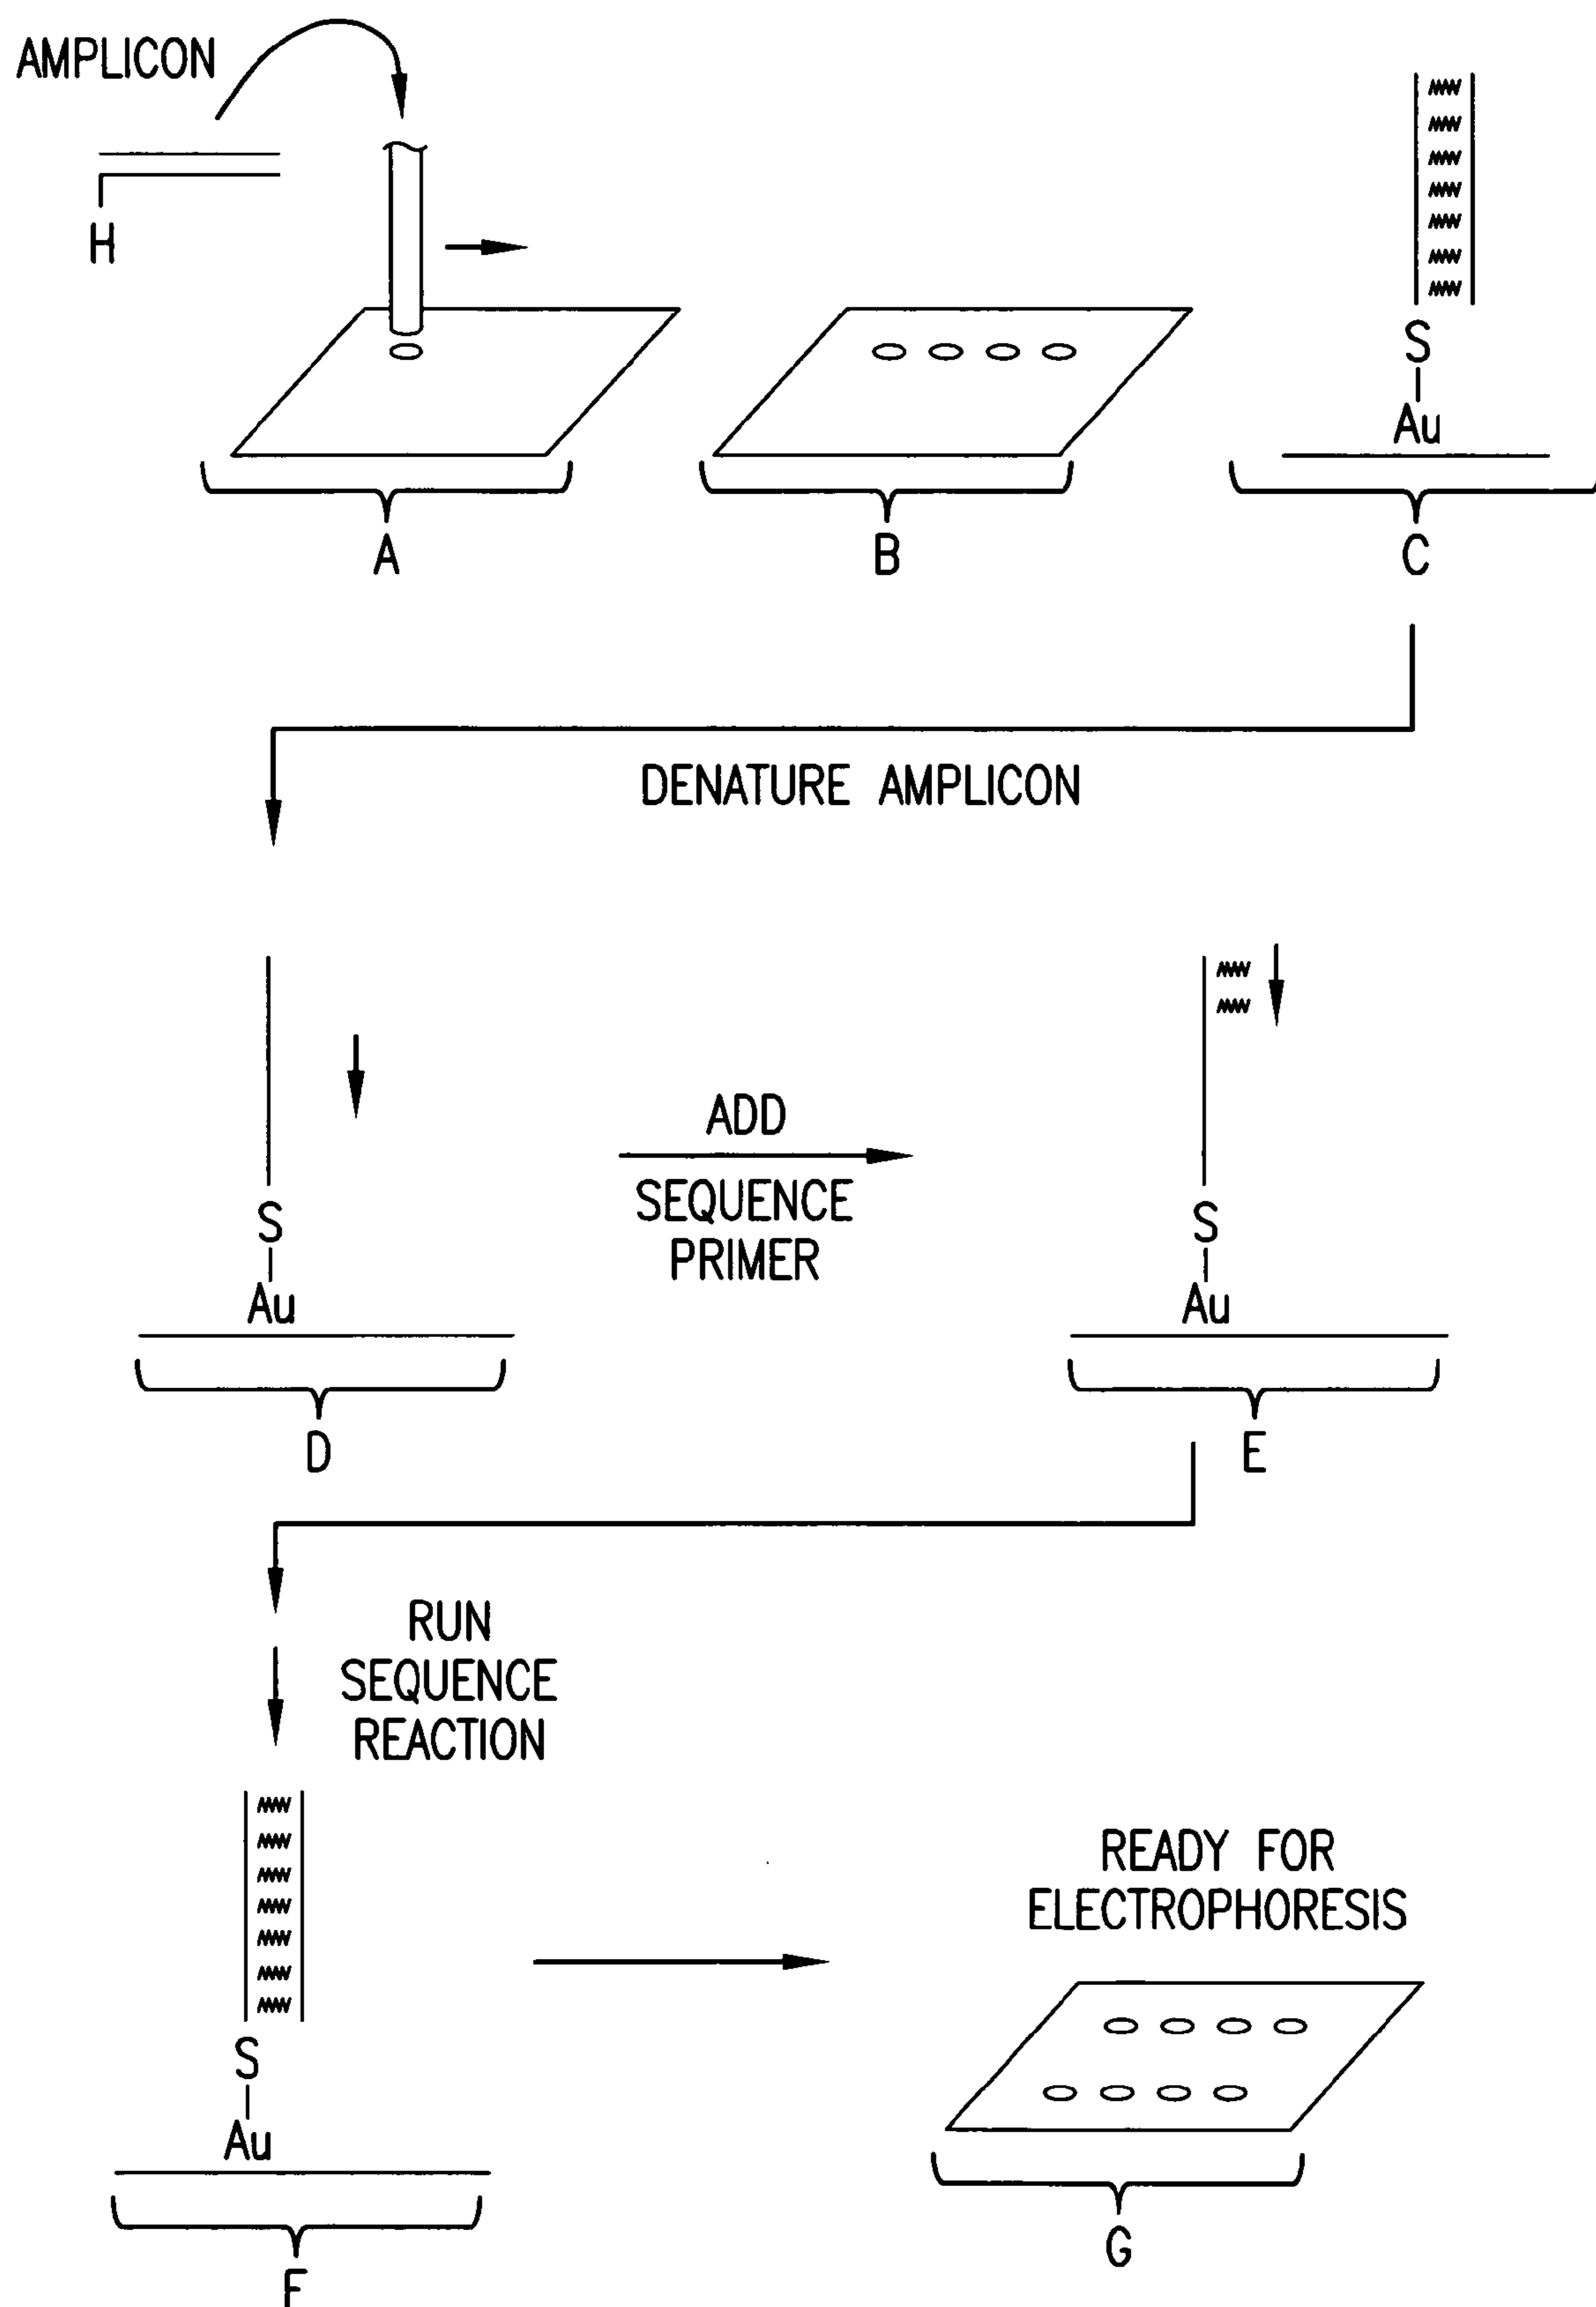 AMPLICON
H
S
Au
A
B
C
DENATURE AMPLICON
ADD
SEQUENCE
PRIMER
S
Au
S
Au
D
E
RUN
SEQUENCE
REACTION
READY FOR
ELECTROPHORESIS
S
Au
G
F